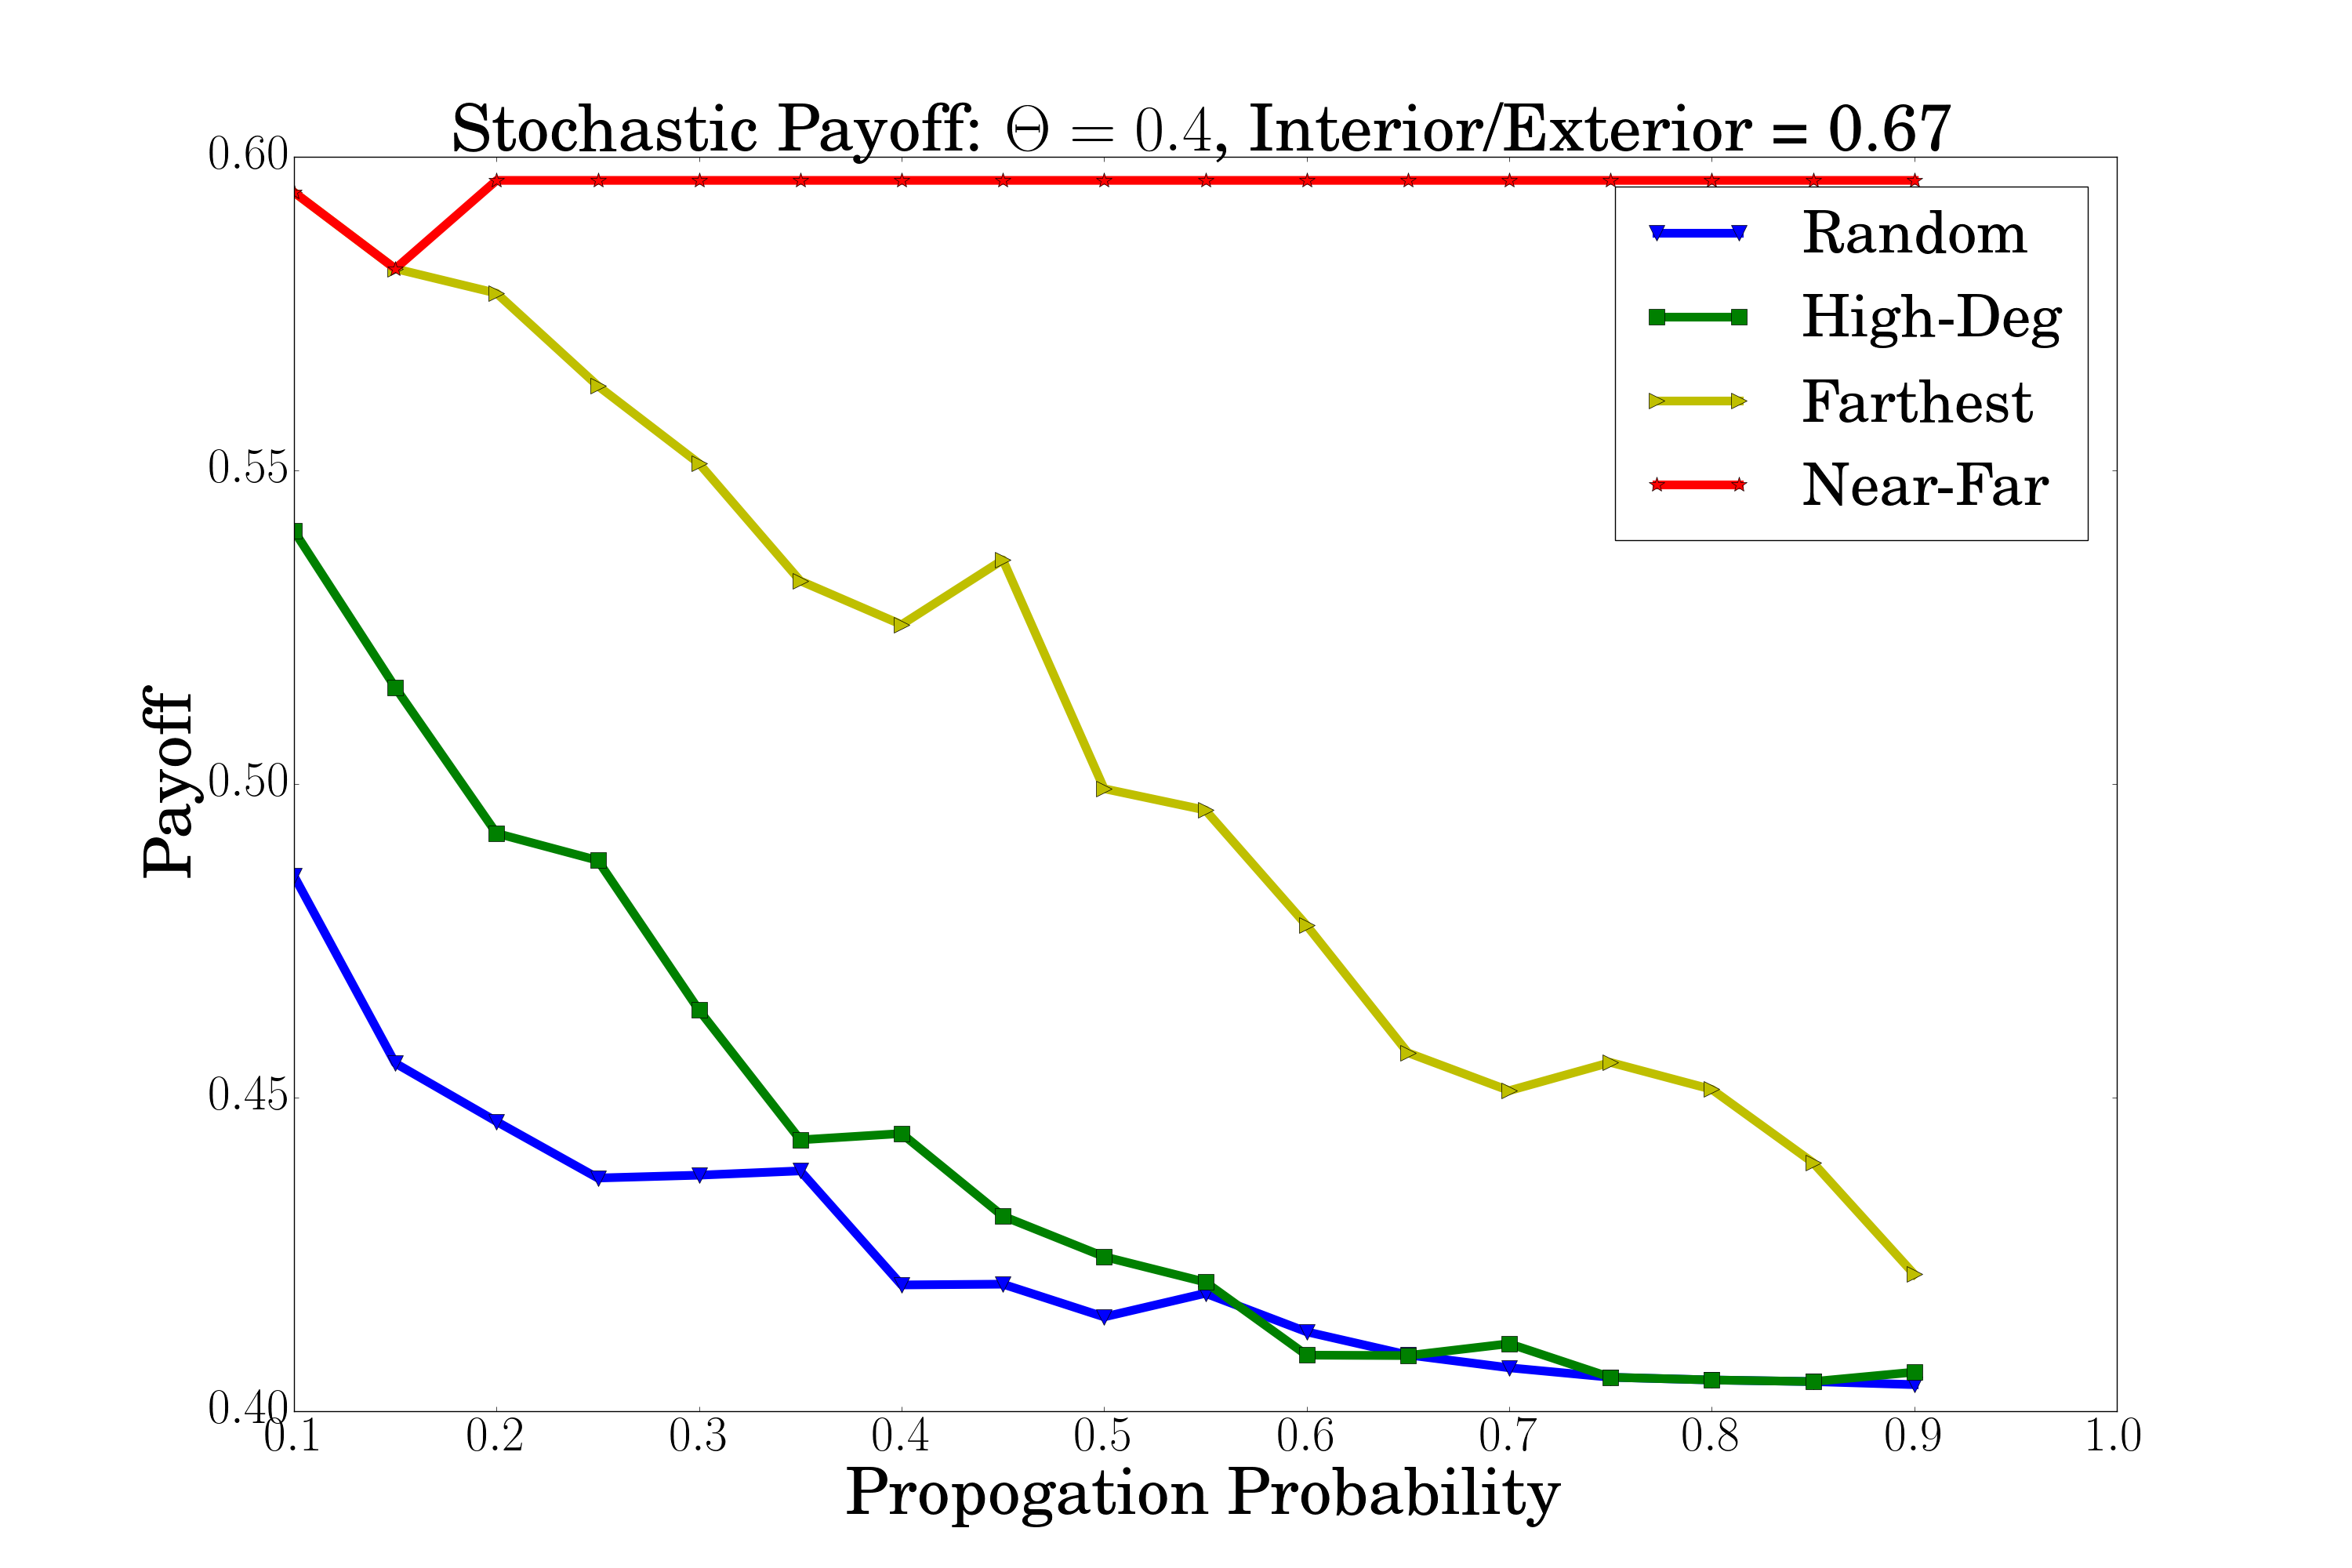 Stochastic Payoff: Θ = 0.4, Interior/Exterior = 0.67
0.60
0.55
0.50
0.45
0.40
Payoff
Random
High-Deg
Farthest
Near-Far
0.1 0.2 0.3 0.4 0.5 0.6 0.7 0.8 0.9 1.0
Propogation Probability